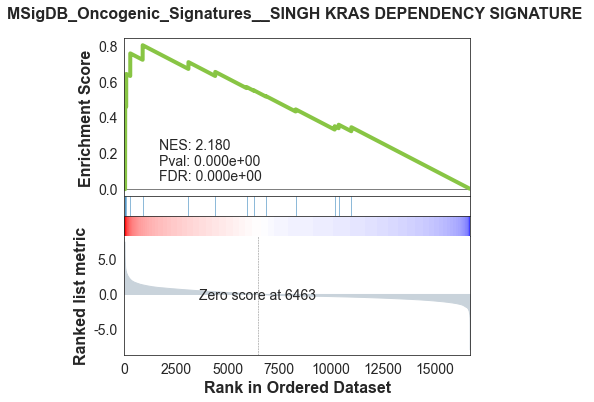 MSigDB_Oncogenic_Signatures__SINGH KRAS DEPENDENCY SIGNATURE
Enrichment Score
0.8
0.6
0.4
0.2
0.0
NES: 2.180
Pval: 0.000e+00
FDR: 0.000e+00
Ranked list metric
5.0
0.0
-5.0
Zero score at 6463
0 2500 5000 7500 10000 12500 15000
Rank in Ordered Dataset